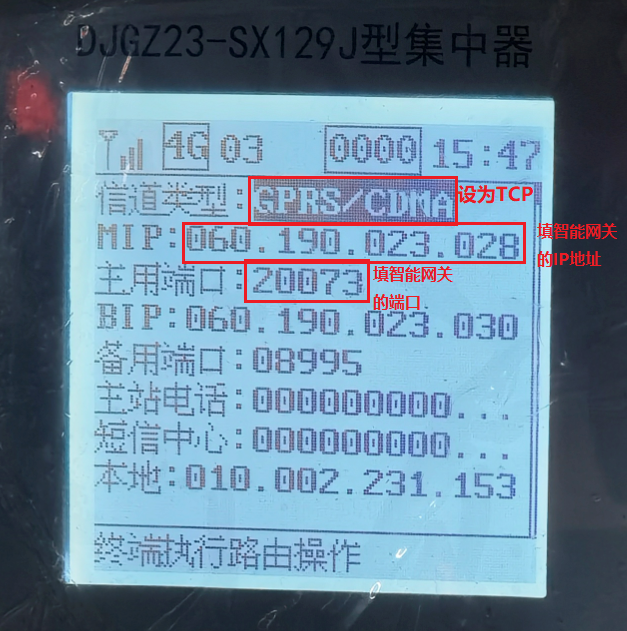 DJGZ23-SX129J型集中器
4G 03 0000 15:47
信道类型:GPRS/CDMA 设为TCP
MIP:060.190.023.028 填智能网关
的IP地址
主用端口:20073 填智能网关
的端口
BIP:060.190.023.030
备用端口:08995
主站电话:000000000...
短信中心:000000000...
本地:010.002.231.153
终端执行路由操作